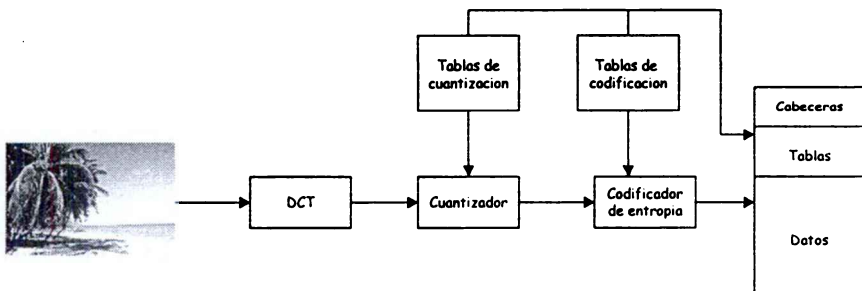 Tablas de
cuantizacion
Tablas de
codificacion
Cabeceras
Tablas
DCT
Cuantizador
Codificador
de entropia
Datos